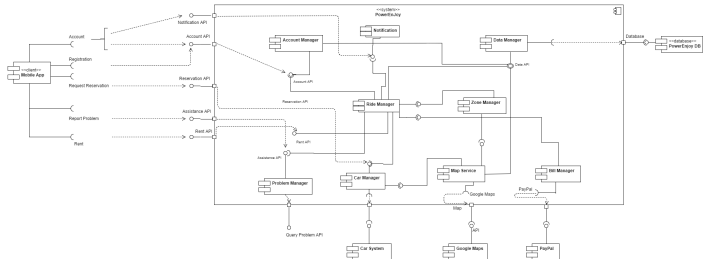 <<system>>
PowerEnjoy
Notification API
Account
Account API
Account Manager
Notification
Data Manager
Database
<<database>>
PowerEnjoy DB
Registration
<<client>>
Mobile App
Data API
Request Reservation
Reservation API
Account API
Reservation API
Ride Manager
Zone Manager
Report Problem
Assistance API
Rent
Rent API
Rent API
Assistance API
Problem Manager
Car Manager
Map Service
Bill Manager
Google Maps
PayPal
Map
Query Problem API
API
Car System
Google Maps
PayPal